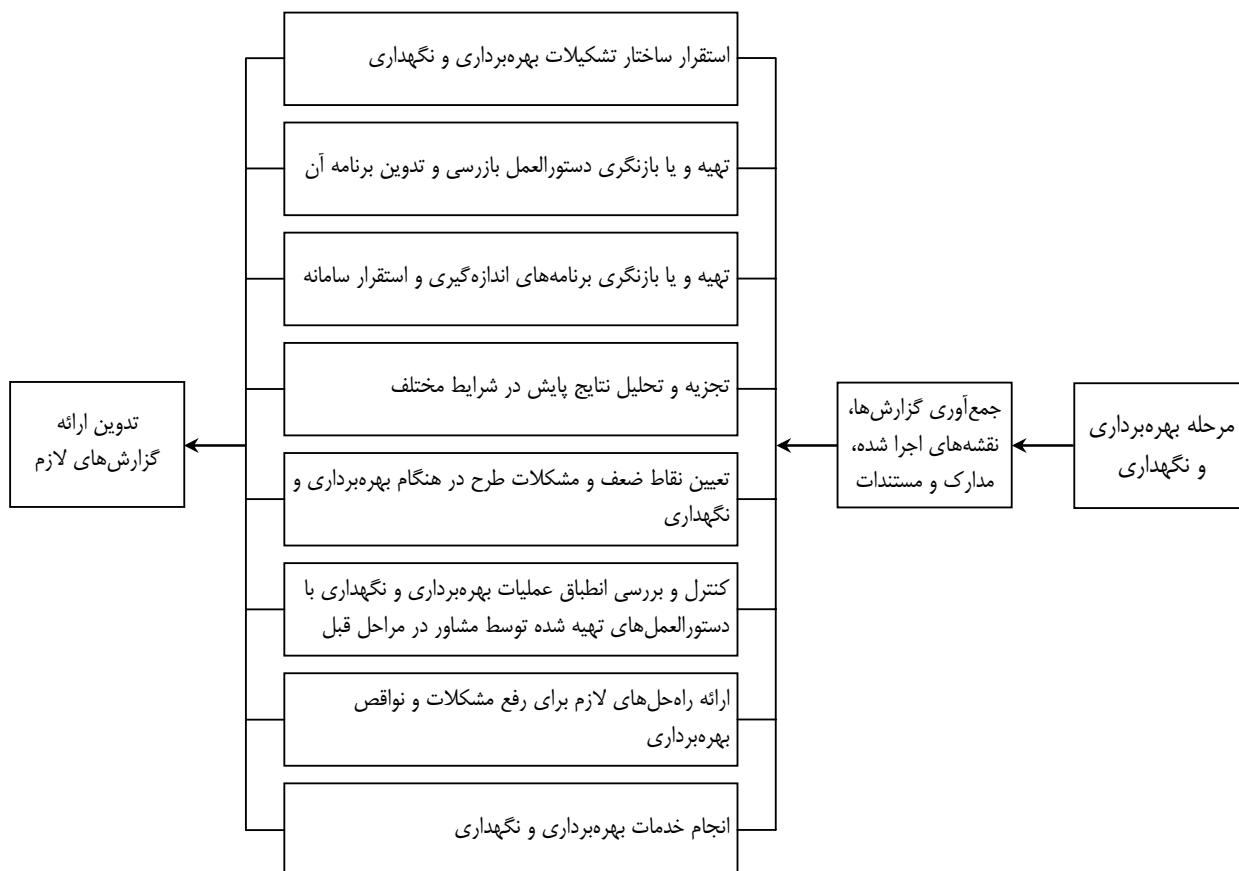 مرحله بهره‌برداری
و نگهداری
جمع‌آوری گزارش‌ها،
نقشه‌های اجرا شده،
مدارک و مستندات
استقرار ساختار تشکیلات بهره‌برداری و نگهداری
تهیه و یا بازنگری دستورالعمل بازرسی و تدوین برنامه آن
تهیه و یا بازنگری برنامه‌های اندازه‌گیری و استقرار سامانه
تجزیه و تحلیل نتایج پایش در شرایط مختلف
تعیین نقاط ضعف و مشکلات طرح در هنگام بهره‌برداری و
نگهداری
کنترل و بررسی انطباق عملیات بهره‌برداری و نگهداری با
دستورالعمل‌های تهیه شده توسط مشاور در مراحل قبل
ارائه راه‌حل‌های لازم برای رفع مشکلات و نواقص
بهره‌برداری
انجام خدمات بهره‌برداری و نگهداری
تدوین ارائه
گزارش‌های لازم